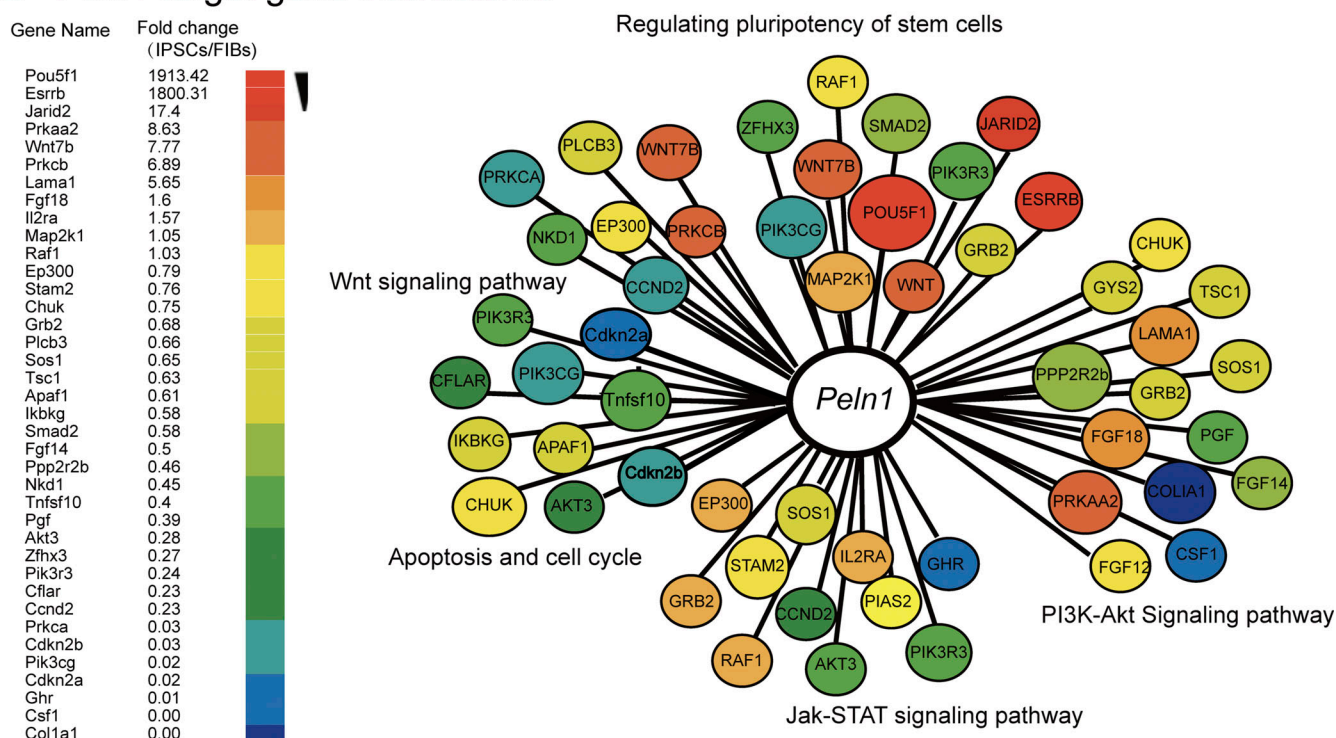 Regulating pluripotency of stem cells
Gene Name Fold change
(IPSCs/FIBs)
Pou5f1 1913.42
Esrrb 1800.31
Jarid2 17.4
Prkaa2 8.63
Wnt7b 7.77
Prkcb 6.89
Lama1 5.65
Fgf18 1.6
Il2ra 1.57
Map2k1 1.05
Raf1 1.03
Ep300 0.79
Stam2 0.76
Chuk 0.75
Grb2 0.68
Plcb3 0.66
Sos1 0.65
Tsc1 0.63
Apaf1 0.61
Ikbkg 0.58
Smad2 0.58
Fgf14 0.5
Ppp2r2b 0.46
Nkd1 0.45
Tnfsf10 0.4
Pgf 0.39
Akt3 0.28
Zfhx3 0.27
Pik3r3 0.24
Cflar 0.23
Ccnd2 0.23
Prkca 0.03
Cdkn2b 0.03
Pik3cg 0.02
Cdkn2a 0.02
Ghr 0.01
Csf1 0.00
Col1a1 0.00
RAF1
ZFHX3
SMAD2
JARID2
WNT7B
PIK3R3
POU5F1
ESRRB
PIK3CG
GRB2
MAP2K1
WNT
PLCB3
WNT7B
PRKCA
EP300
PRKCB
NKD1
CCND2
Wnt signaling pathway
PIK3R3
Cdkn2a
CFLAR
PIK3CG
Tnfsf10
IKBKG
APAF1
Cdkn2b
CHUK
AKT3
Apoptosis and cell cycle
Peln1
CHUK
GYS2
TSC1
LAMA1
PPP2R2b
SOS1
GRB2
FGF18
PGF
PRKAA2
COLIA1
FGF14
FGF12
CSF1
PI3K-Akt Signaling pathway
EP300
SOS1
STAM2
IL2RA
GHR
GRB2
CCND2
PIAS2
RAF1
AKT3
PIK3R3
Jak-STAT signaling pathway